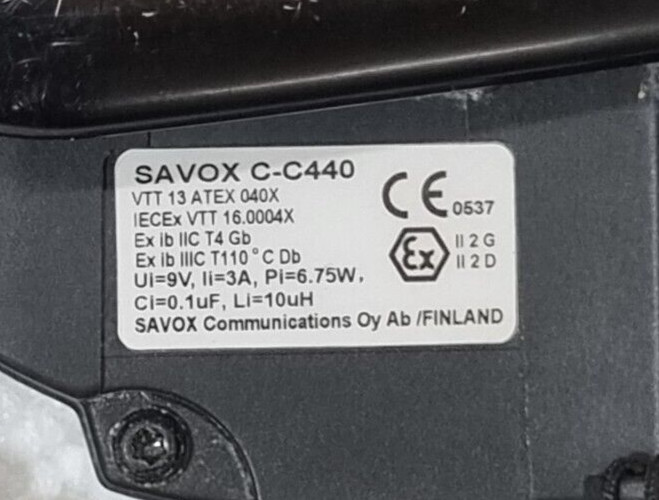 SAVOX C-C440
VTT 13 ATEX 040X
IECEx VTT 16.0004X
Ex ib IIC T4 Gb
Ex ib IIIC T110°C Db
Ui=9V, Ii=3A, Pi=6.75W,
Ci=0.1uF, Li=10uH
SAVOX Communications Oy Ab /FINLAND
CE 0537
Ex II 2 G
II 2 D